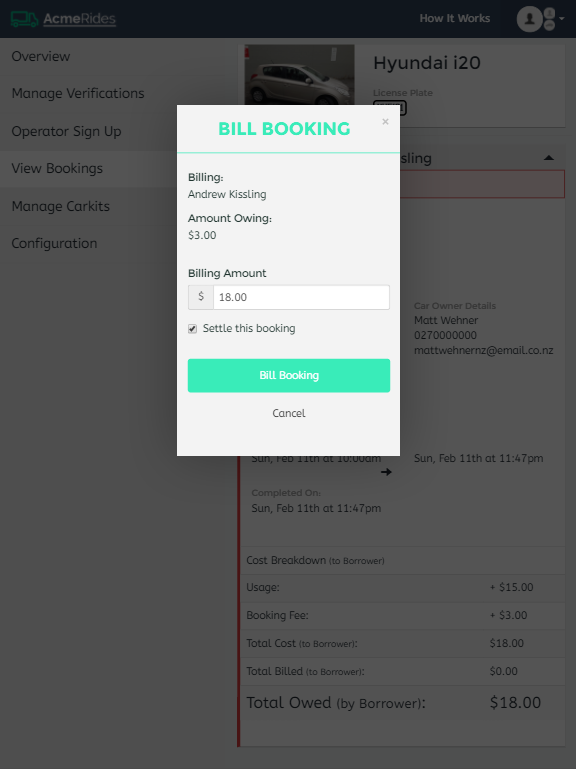 AcmeRides
How It Works
Overview
Manage Verifications
Operator Sign Up
View Bookings
Manage Carkits
Configuration
Hyundai i20
License Plate
sling
BILL BOOKING
×
Billing:
Andrew Kissling
Amount Owing:
$3.00
Billing Amount
$ 18.00
Settle this booking
Bill Booking
Cancel
Car Owner Details
Matt Wehner
0270000000
mattwehnernz@email.co.nz
Sun, Feb 11th at 10:00am
Sun, Feb 11th at 11:47pm
Completed On:
Sun, Feb 11th at 11:47pm
Cost Breakdown (to Borrower)
Usage: + $15.00
Booking Fee: + $3.00
Total Cost (to Borrower): $18.00
Total Billed (to Borrower): $0.00
Total Owed (by Borrower): $18.00